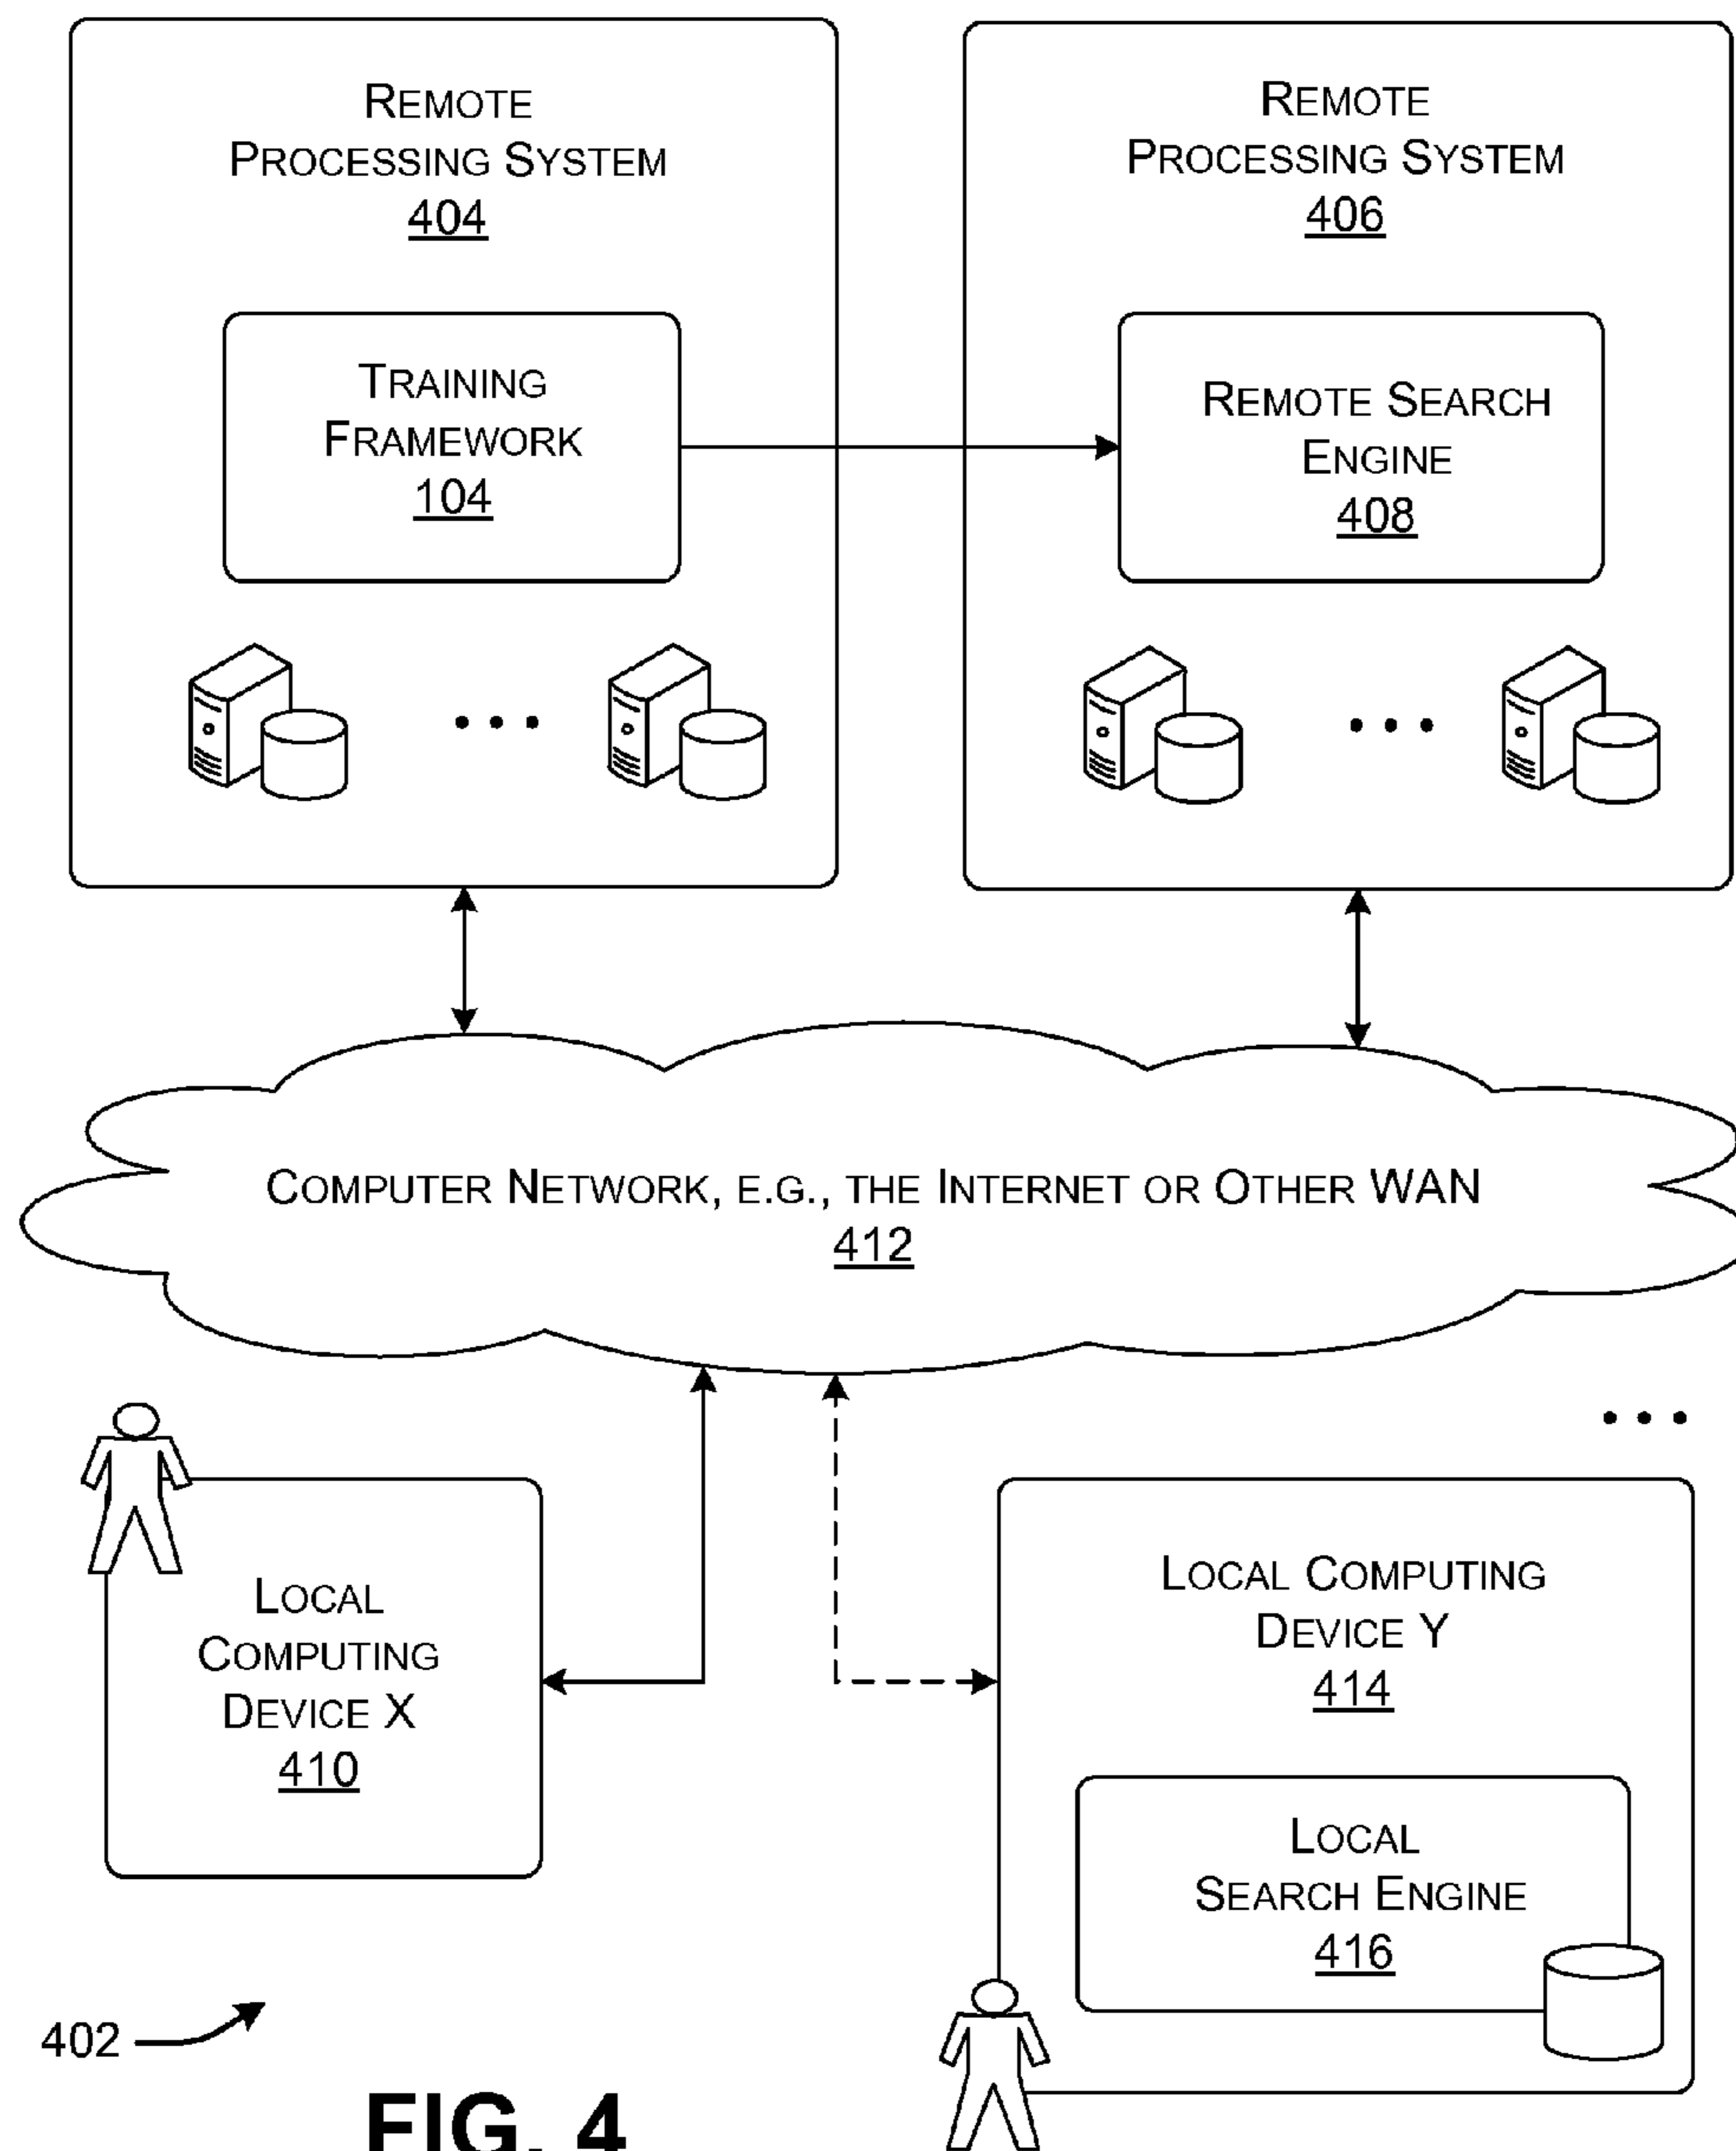 REMOTE
PROCESSING SYSTEM
404
REMOTE
PROCESSING SYSTEM
406
TRAINING
FRAMEWORK
104
REMOTE SEARCH
ENGINE
408
COMPUTER NETWORK, E.G., THE INTERNET OR OTHER WAN
412
LOCAL
COMPUTING
DEVICE X
410
LOCAL COMPUTING
DEVICE Y
414
LOCAL
SEARCH ENGINE
416
402
FIG. 4